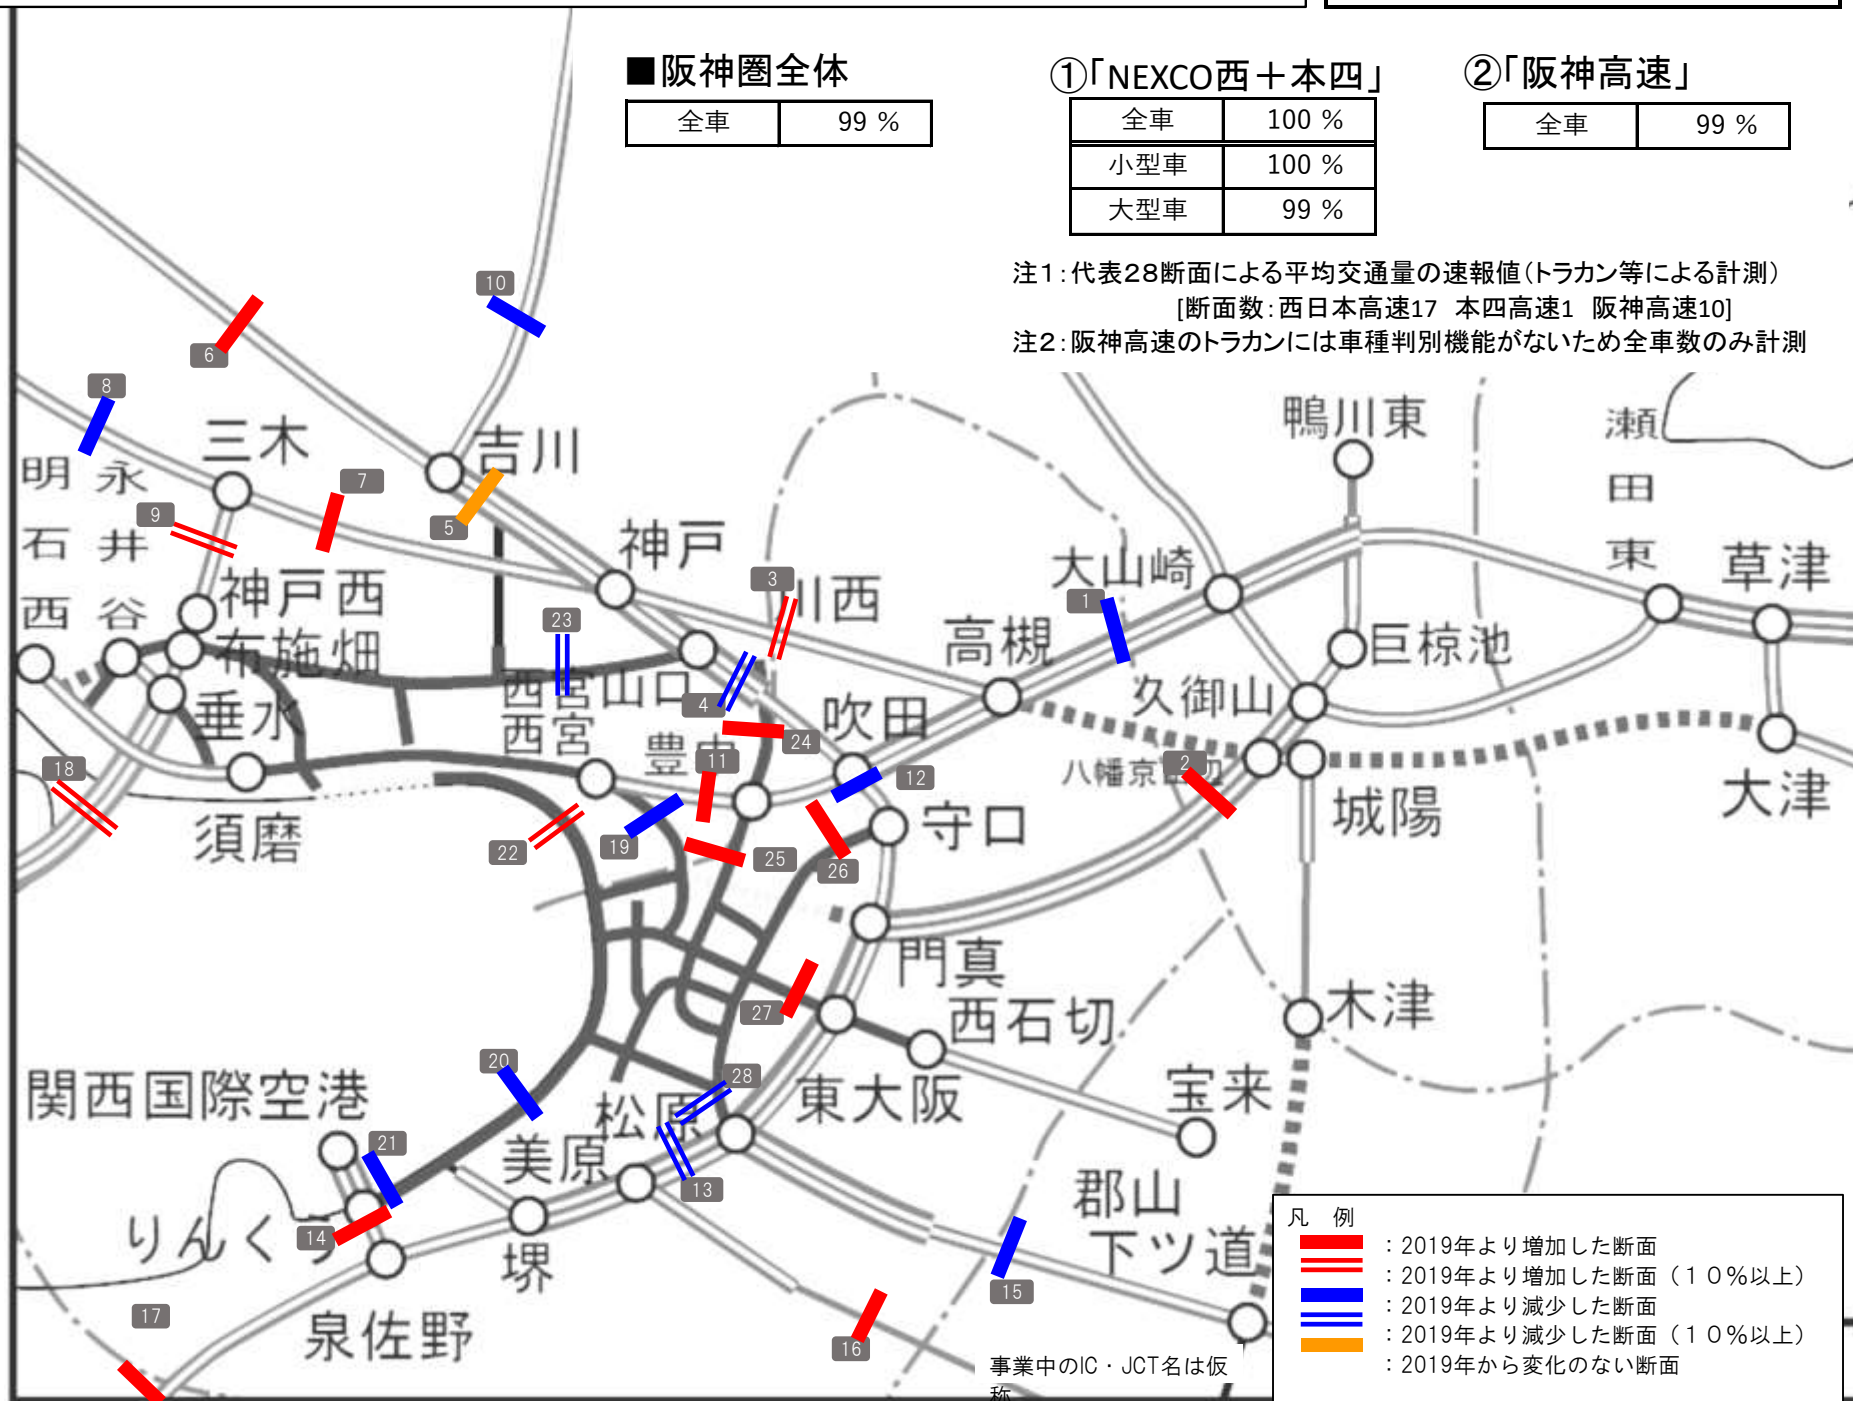 ■阪神圏全体
全車 99 %
①「NEXCO西＋本四」
全車 100 %
小型車 100 %
大型車 99 %
②「阪神高速」
全車 99 %
注1：代表28断面による平均交通量の速報値（トラカン等による計測）
[断面数：西日本高速17 本四高速1 阪神高速10]
注2：阪神高速のトラカンには車種判別機能がないため全車数のみ計測
10
6
8
三木
吉川
7
5
9
明石西
永井谷
神戸西
布施畑
神戸
3
川西
23
西宮山口
西宮
4
24
垂水
須磨
18
22
豊中
11
19
25
吹田
12
26
守口
高槻
1
大山崎
鴨川東
瀬田東
草津
巨椋池
久御山
八幡京田辺
2
城陽
大津
門真
27
西石切
木津
東大阪
宝来
28
松原
13
美原
堺
20
関西国際空港
21
14
りんくう
泉佐野
17
16
15
郡山下ツ道
事業中のIC・JCT名は仮
称
凡 例
：2019年より増加した断面
：2019年より増加した断面（１０％以上）
：2019年より減少した断面
：2019年より減少した断面（１０％以上）
：2019年から変化のない断面